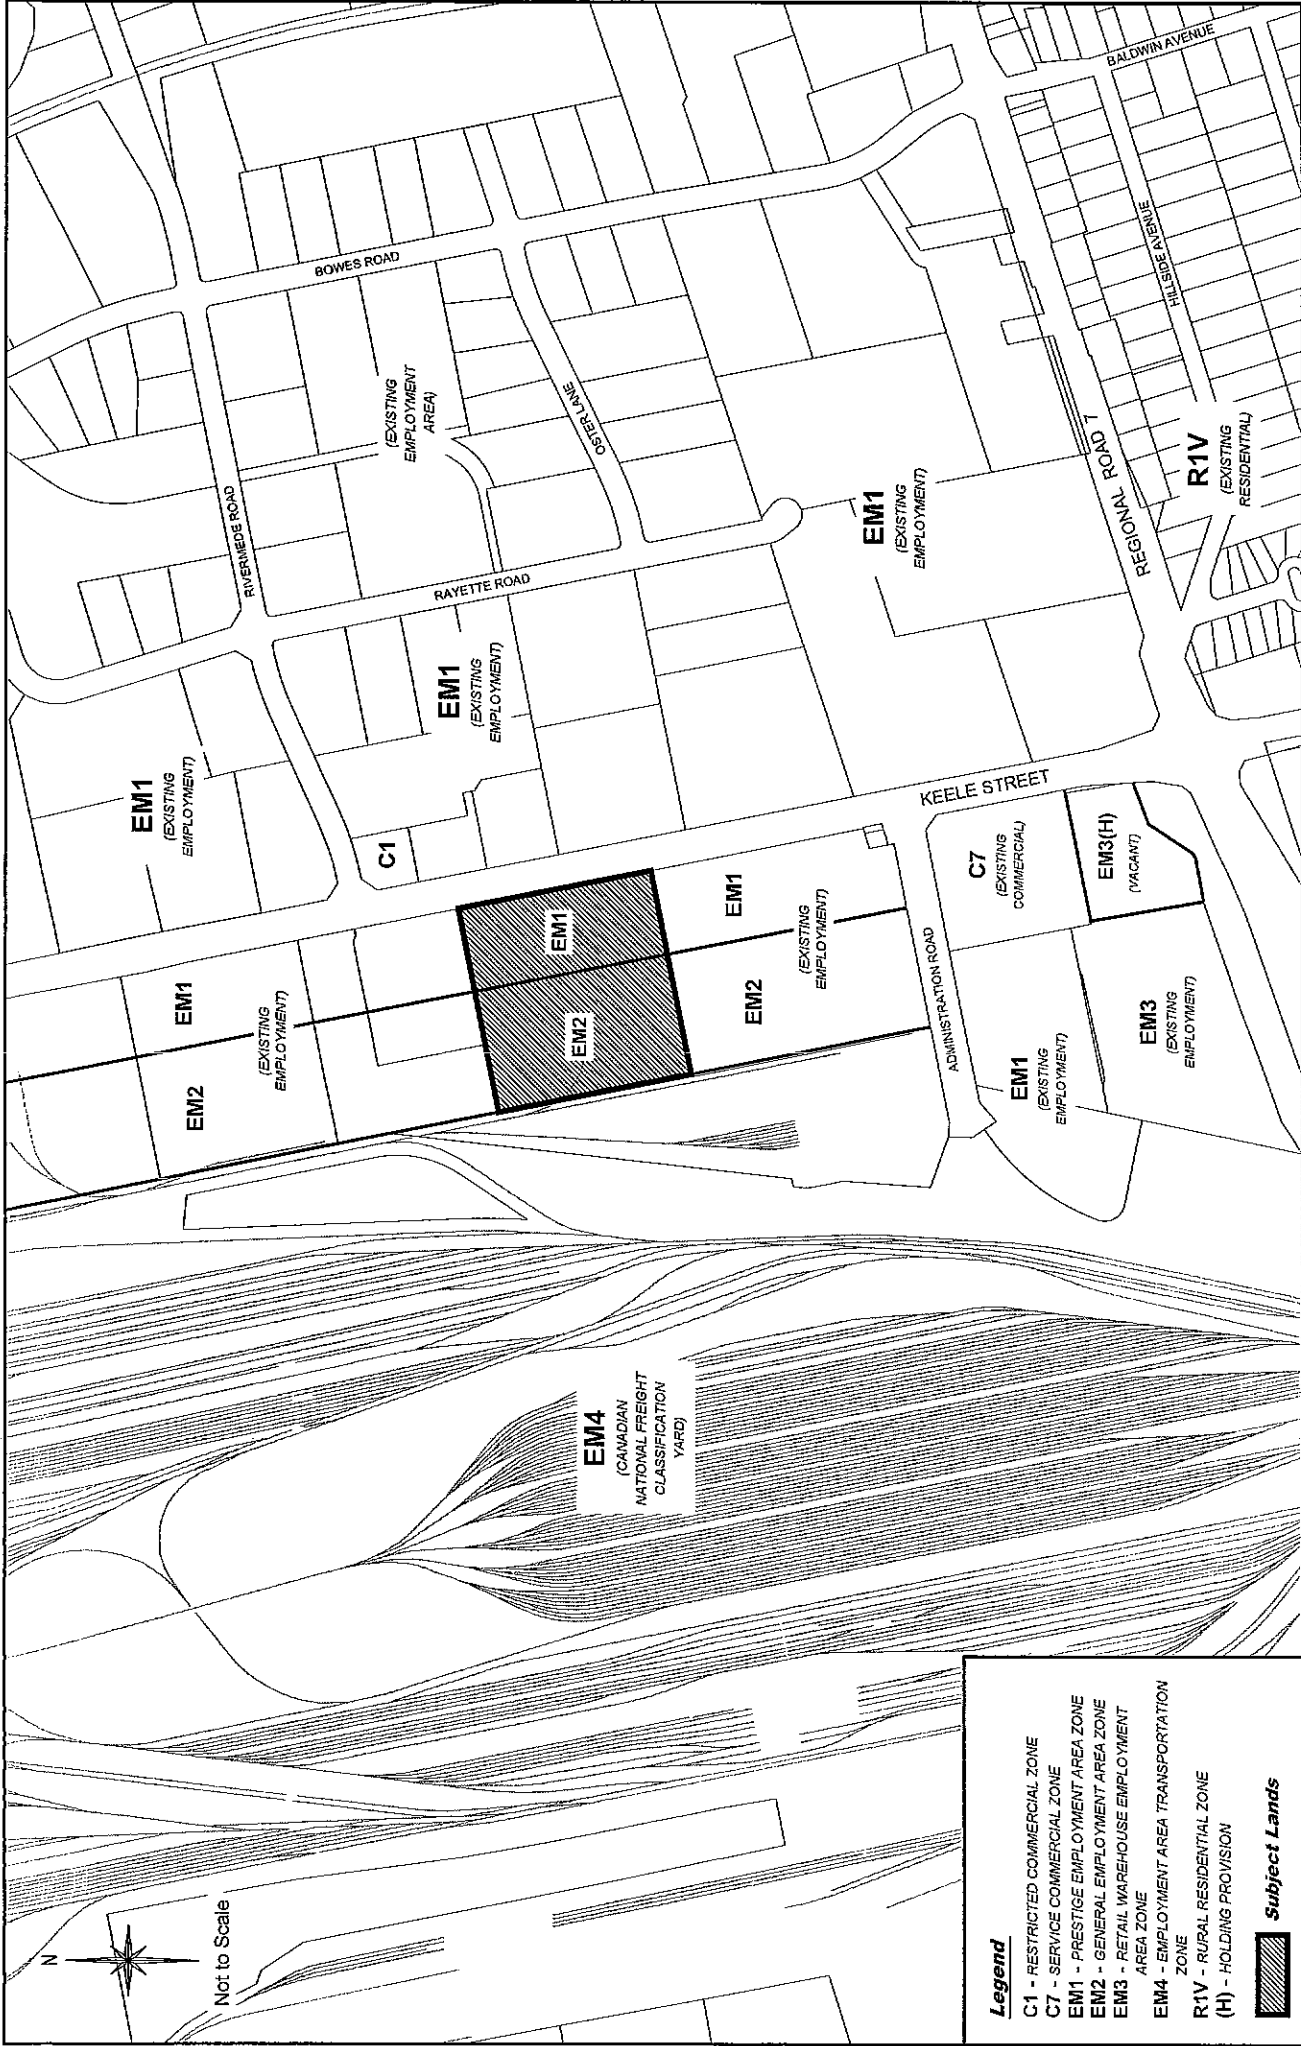 N
Not to Scale
EM4
(CANADIAN
NATIONAL FREIGHT
CLASSIFICATION
YARD)
EM2
EM1
(EXISTING
EMPLOYMENT)
EM2
EM1
EM2
EM1
(EXISTING
EMPLOYMENT)
C1
EM1
(EXISTING
EMPLOYMENT)
EM1
(EXISTING
EMPLOYMENT)
RIVERMEDE ROAD
RAYETTE ROAD
BOWES ROAD
OSTER LANE
(EXISTING
EMPLOYMENT
AREA)
EM1
(EXISTING
EMPLOYMENT)
KEELE STREET
ADMINISTRATION ROAD
C7
(EXISTING
COMMERCIAL)
EM3(H)
(VACANT)
EM1
(EXISTING
EMPLOYMENT)
EM3
(EXISTING
EMPLOYMENT)
REGIONAL ROAD 7
R1V
(EXISTING
RESIDENTIAL)
HILLSIDE AVENUE
BALDWIN AVENUE
Legend
C1 - RESTRICTED COMMERCIAL ZONE
C7 - SERVICE COMMERCIAL ZONE
EM1 - PRESTIGE EMPLOYMENT AREA ZONE
EM2 - GENERAL EMPLOYMENT AREA ZONE
EM3 - RETAIL WAREHOUSE EMPLOYMENT
AREA ZONE
EM4 - EMPLOYMENT AREA TRANSPORTATION
ZONE
R1V - RURAL RESIDENTIAL ZONE
(H) - HOLDING PROVISION
Subject Lands